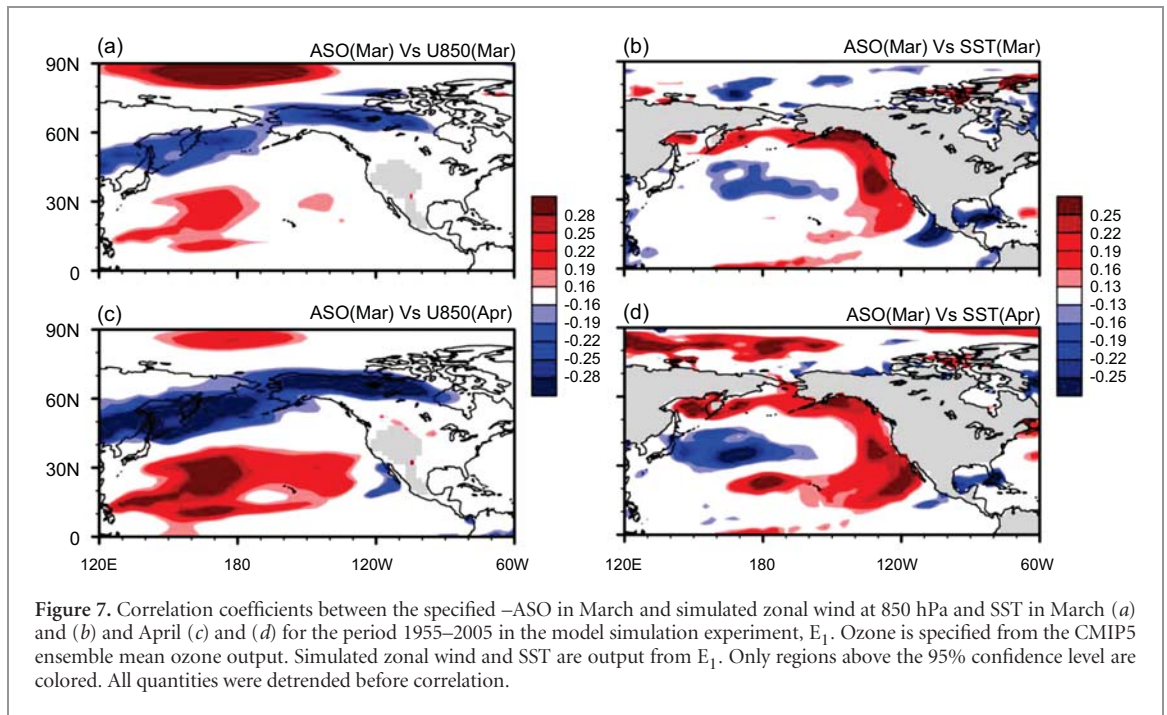 (a) ASO(Mar) Vs U850(Mar)
90N
60N
30N
0
(b) ASO(Mar) Vs SST(Mar)
0.28
0.25
0.22
0.19
0.16
-0.16
-0.19
-0.22
-0.25
-0.28
0.25
0.22
0.19
0.16
0.13
-0.13
-0.16
-0.19
-0.22
-0.25
(c) ASO(Mar) Vs U850(Apr)
90N
60N
30N
0
120E 180 120W 60W
(d) ASO(Mar) Vs SST(Apr)
120E 180 120W 60W
Figure 7. Correlation coefficients between the specified –ASO in March and simulated zonal wind at 850 hPa and SST in March (a)
and (b) and April (c) and (d) for the period 1955–2005 in the model simulation experiment, E₁. Ozone is specified from the CMIP5
ensemble mean ozone output. Simulated zonal wind and SST are output from E₁. Only regions above the 95% confidence level are
colored. All quantities were detrended before correlation.